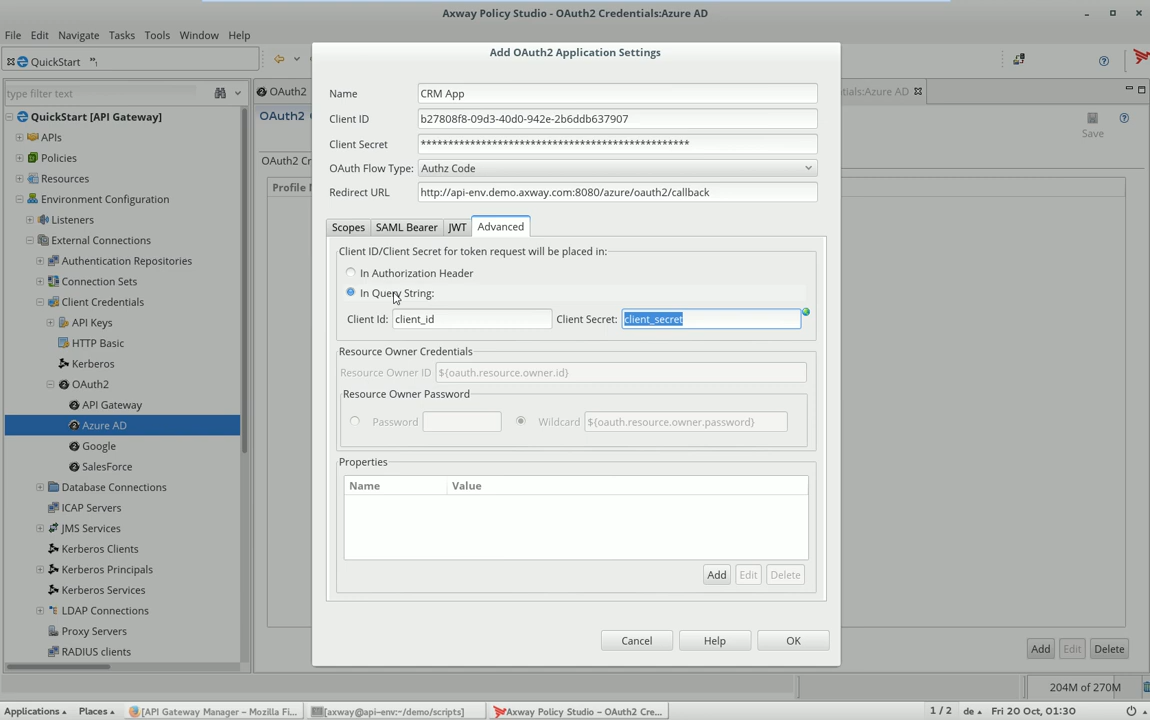 Axway Policy Studio - OAuth2 Credentials:Azure AD
File Edit Navigate Tasks Tools Window Help
QuickStart »1
type filter text
QuickStart [API Gateway]
APIs
Policies
Resources
Environment Configuration
Listeners
External Connections
Authentication Repositories
Connection Sets
Client Credentials
API Keys
HTTP Basic
Kerberos
OAuth2
API Gateway
Azure AD
Google
SalesForce
Database Connections
ICAP Servers
JMS Services
Kerberos Clients
Kerberos Principals
Kerberos Services
LDAP Connections
Proxy Servers
RADIUS clients
OAuth2
tials:Azure AD
OAuth2
Save
OAuth2 Cr
Profile N
Add OAuth2 Application Settings
Name CRM App
Client ID b27808f8-09d3-40d0-942e-2b6ddb637907
Client Secret *************************************************
OAuth Flow Type: Authz Code
Redirect URL http://api-env.demo.axway.com:8080/azure/oauth2/callback
Scopes SAML Bearer JWT Advanced
Client ID/Client Secret for token request will be placed in:
In Authorization Header
In Query String:
Client Id: client_id Client Secret: client_secret
Resource Owner Credentials
Resource Owner ID ${oauth.resource.owner.id}
Resource Owner Password
Password Wildcard ${oauth.resource.owner.password}
Properties
Name Value
Add Edit Delete
Cancel Help OK
Add Edit Delete
204M of 270M
Applications Places [API Gateway Manager – Mozilla Fi... [axway@api-env:~/demo/scripts] Axway Policy Studio – OAuth2 Cre... 1 / 2 de Fri 20 Oct, 01:30